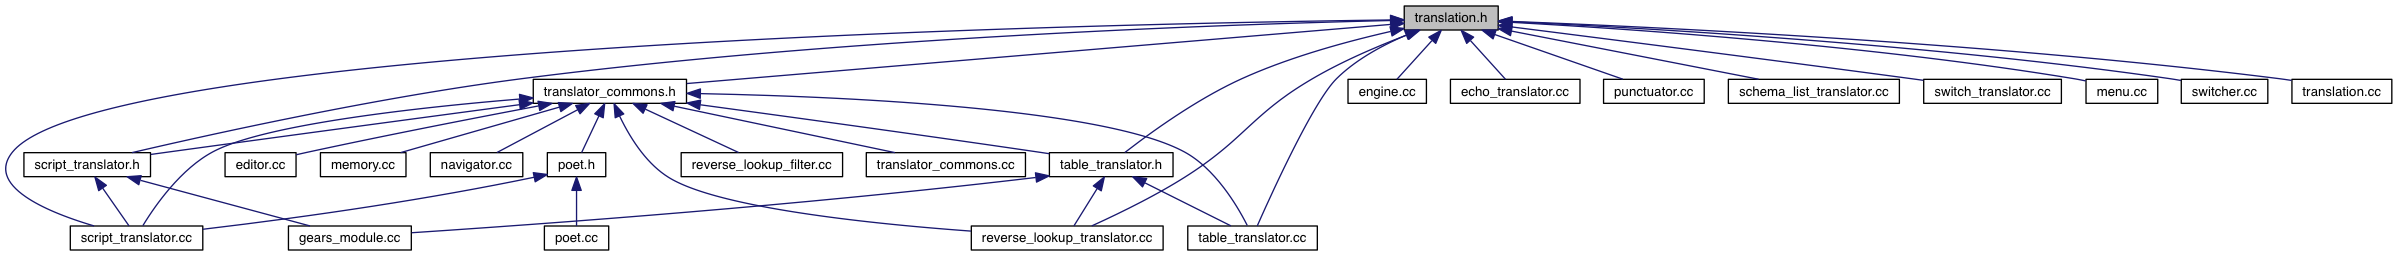 translation.h
translator_commons.h
engine.cc
echo_translator.cc
punctuator.cc
schema_list_translator.cc
switch_translator.cc
menu.cc
switcher.cc
translation.cc
script_translator.h
editor.cc
memory.cc
navigator.cc
poet.h
reverse_lookup_filter.cc
translator_commons.cc
table_translator.h
script_translator.cc
gears_module.cc
poet.cc
reverse_lookup_translator.cc
table_translator.cc